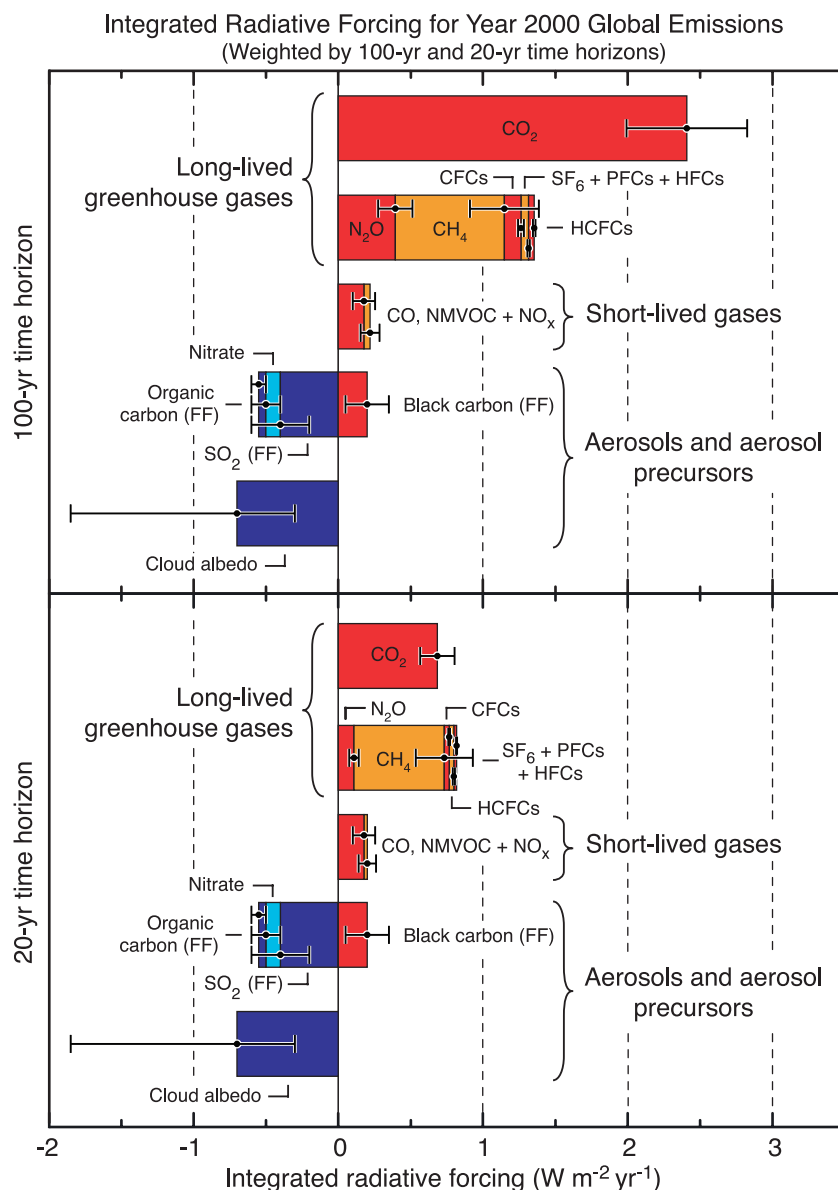 Integrated Radiative Forcing for Year 2000 Global Emissions
(Weighted by 100-yr and 20-yr time horizons)
100-yr time horizon
Long-lived
greenhouse gases
CO2
CFCs
SF6 + PFCs + HFCs
N2O
CH4
HCFCs
CO, NMVOC + NOx
Short-lived gases
Nitrate
Organic
carbon (FF)
SO2 (FF)
Black carbon (FF)
Aerosols and aerosol
precursors
Cloud albedo
20-yr time horizon
Long-lived
greenhouse gases
CO2
N2O
CFCs
CH4
SF6 + PFCs
+ HFCs
HCFCs
CO, NMVOC + NOx
Short-lived gases
Nitrate
Organic
carbon (FF)
SO2 (FF)
Black carbon (FF)
Aerosols and aerosol
precursors
Cloud albedo
-2 -1 0 1 2 3
Integrated radiative forcing (W m-2 yr-1)